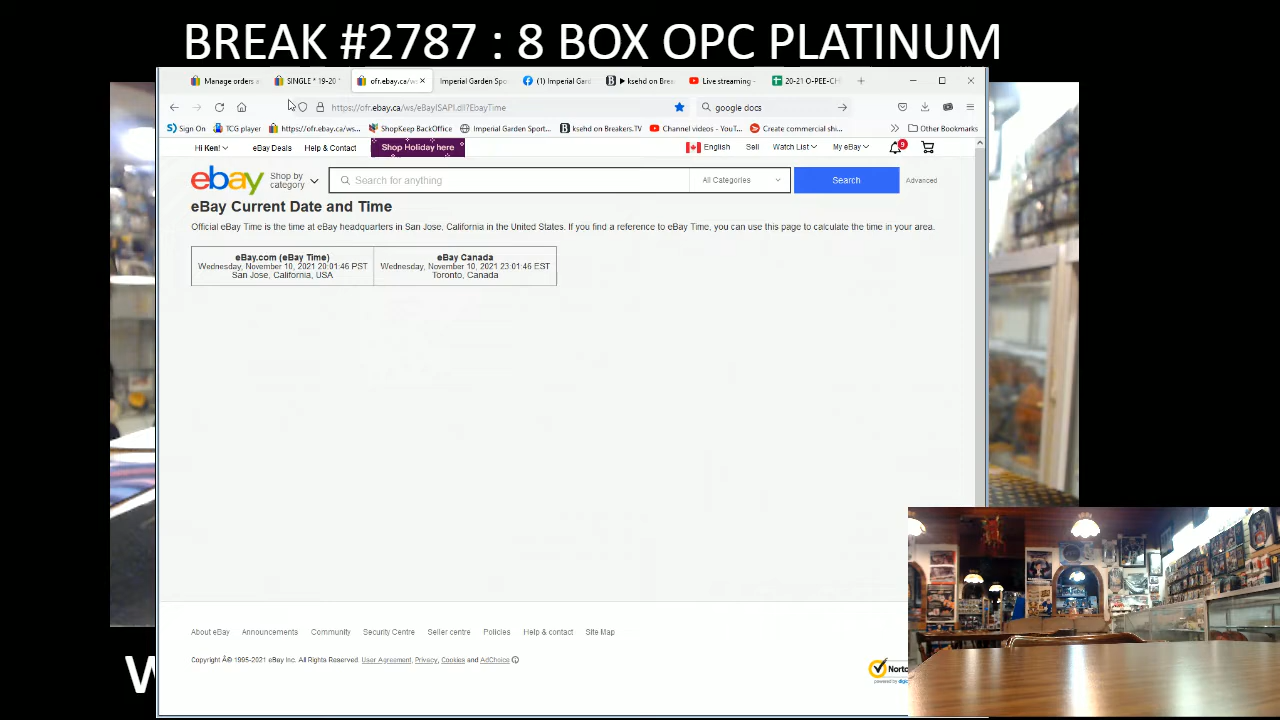 BREAK #2787 : 8 BOX OPC PLATINUM
Manage orders
SINGLE * 19-20
ofr.ebay.ca/ws
Imperial Garden Spo
(1) Imperial Gar
ksehd on Brea
Live streaming
20-21 O-PEE-CH
https://ofr.ebay.ca/ws/eBayISAPI.dll?EbayTime
google docs
Sign On
TCG player
https://ofr.ebay.ca/ws...
ShopKeep BackOffice
Imperial Garden Sport...
ksehd on Breakers.TV
Channel videos - YouT...
Create commercial shi...
Other Bookmarks
Hi Ken!
eBay Deals
Help & Contact
Shop Holiday here
English
Sell
Watch List
My eBay
9
ebay
Shop by category
Search for anything
All Categories
Search
Advanced
eBay Current Date and Time
Official eBay Time is the time at eBay headquarters in San Jose, California in the United States. If you find a reference to eBay Time, you can use this page to calculate the time in your area.
eBay.com (eBay Time)
Wednesday, November 10, 2021 20:01:46 PST
San Jose, California, USA
eBay Canada
Wednesday, November 10, 2021 23:01:46 EST
Toronto, Canada
About eBay
Announcements
Community
Security Centre
Seller centre
Policies
Help & contact
Site Map
Copyright Â© 1995-2021 eBay Inc. All Rights Reserved. User Agreement, Privacy, Cookies and AdChoice
Norto
powered by digic
W